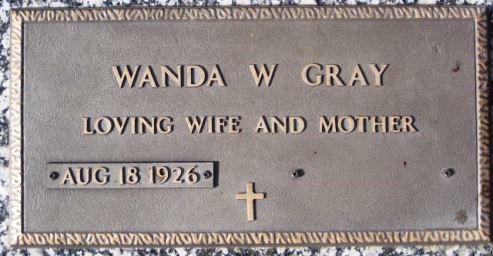 WANDA W GRAY
LOVING WIFE AND MOTHER
AUG 18 1926